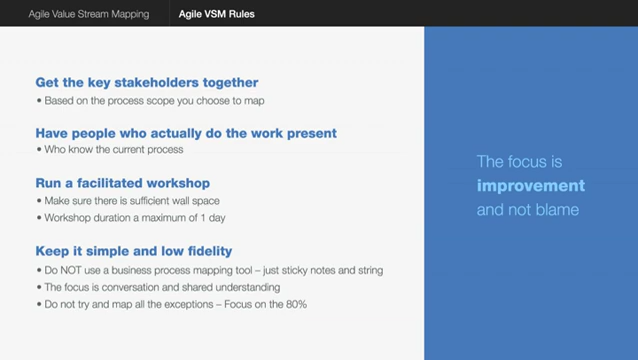 Agile Value Stream Mapping
Agile VSM Rules
Get the key stakeholders together
• Based on the process scope you choose to map
Have people who actually do the work present
• Who know the current process
Run a facilitated workshop
• Make sure there is sufficient wall space
• Workshop duration a maximum of 1 day
Keep it simple and low fidelity
• Do NOT use a business process mapping tool – just sticky notes and string
• The focus is conversation and shared understanding
• Do not try and map all the exceptions – Focus on the 80%
The focus is
improvement
and not blame